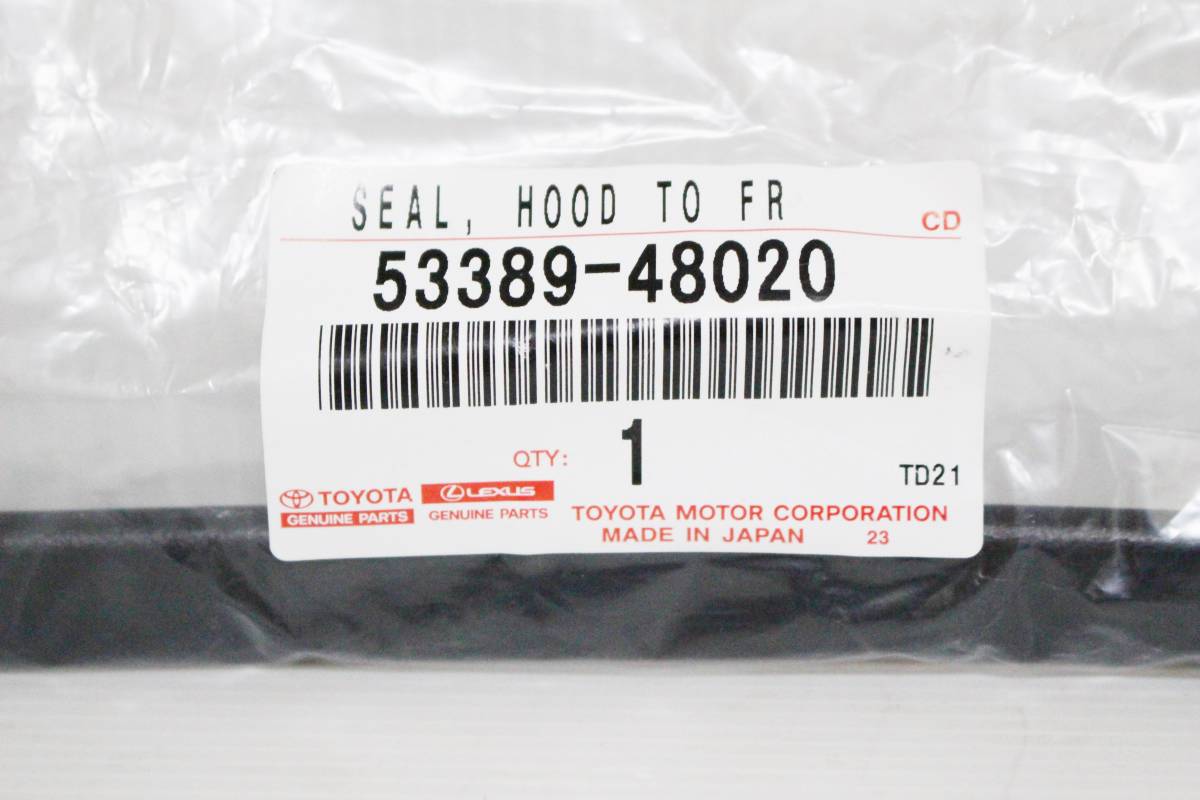 SEAL, HOOD TO FR
CD
53389-48020
QTY: 1
TD21
TOYOTA
GENUINE PARTS
LEXUS
GENUINE PARTS
TOYOTA MOTOR CORPORATION
MADE IN JAPAN 23